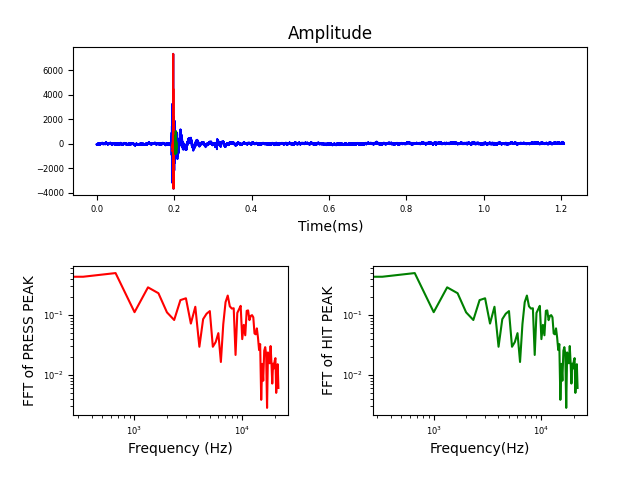 Amplitude
6000
4000
2000
0
−2000
−4000
0.0 0.2 0.4 0.6 0.8 1.0 1.2
Time(ms)
FFT of PRESS PEAK
10⁻¹
10⁻²
10³ 10⁴
Frequency (Hz)
FFT of HIT PEAK
10⁻¹
10⁻²
10³ 10⁴
Frequency(Hz)